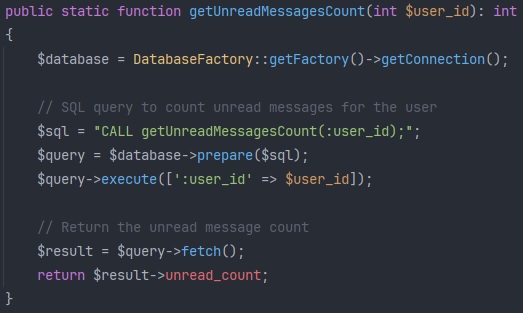 public static function getUnreadMessagesCount(int $user_id): int
{
    $database = DatabaseFactory::getFactory()->getConnection();

    // SQL query to count unread messages for the user
    $sql = "CALL getUnreadMessagesCount(:user_id);";
    $query = $database->prepare($sql);
    $query->execute([':user_id' => $user_id]);

    // Return the unread message count
    $result = $query->fetch();
    return $result->unread_count;
}